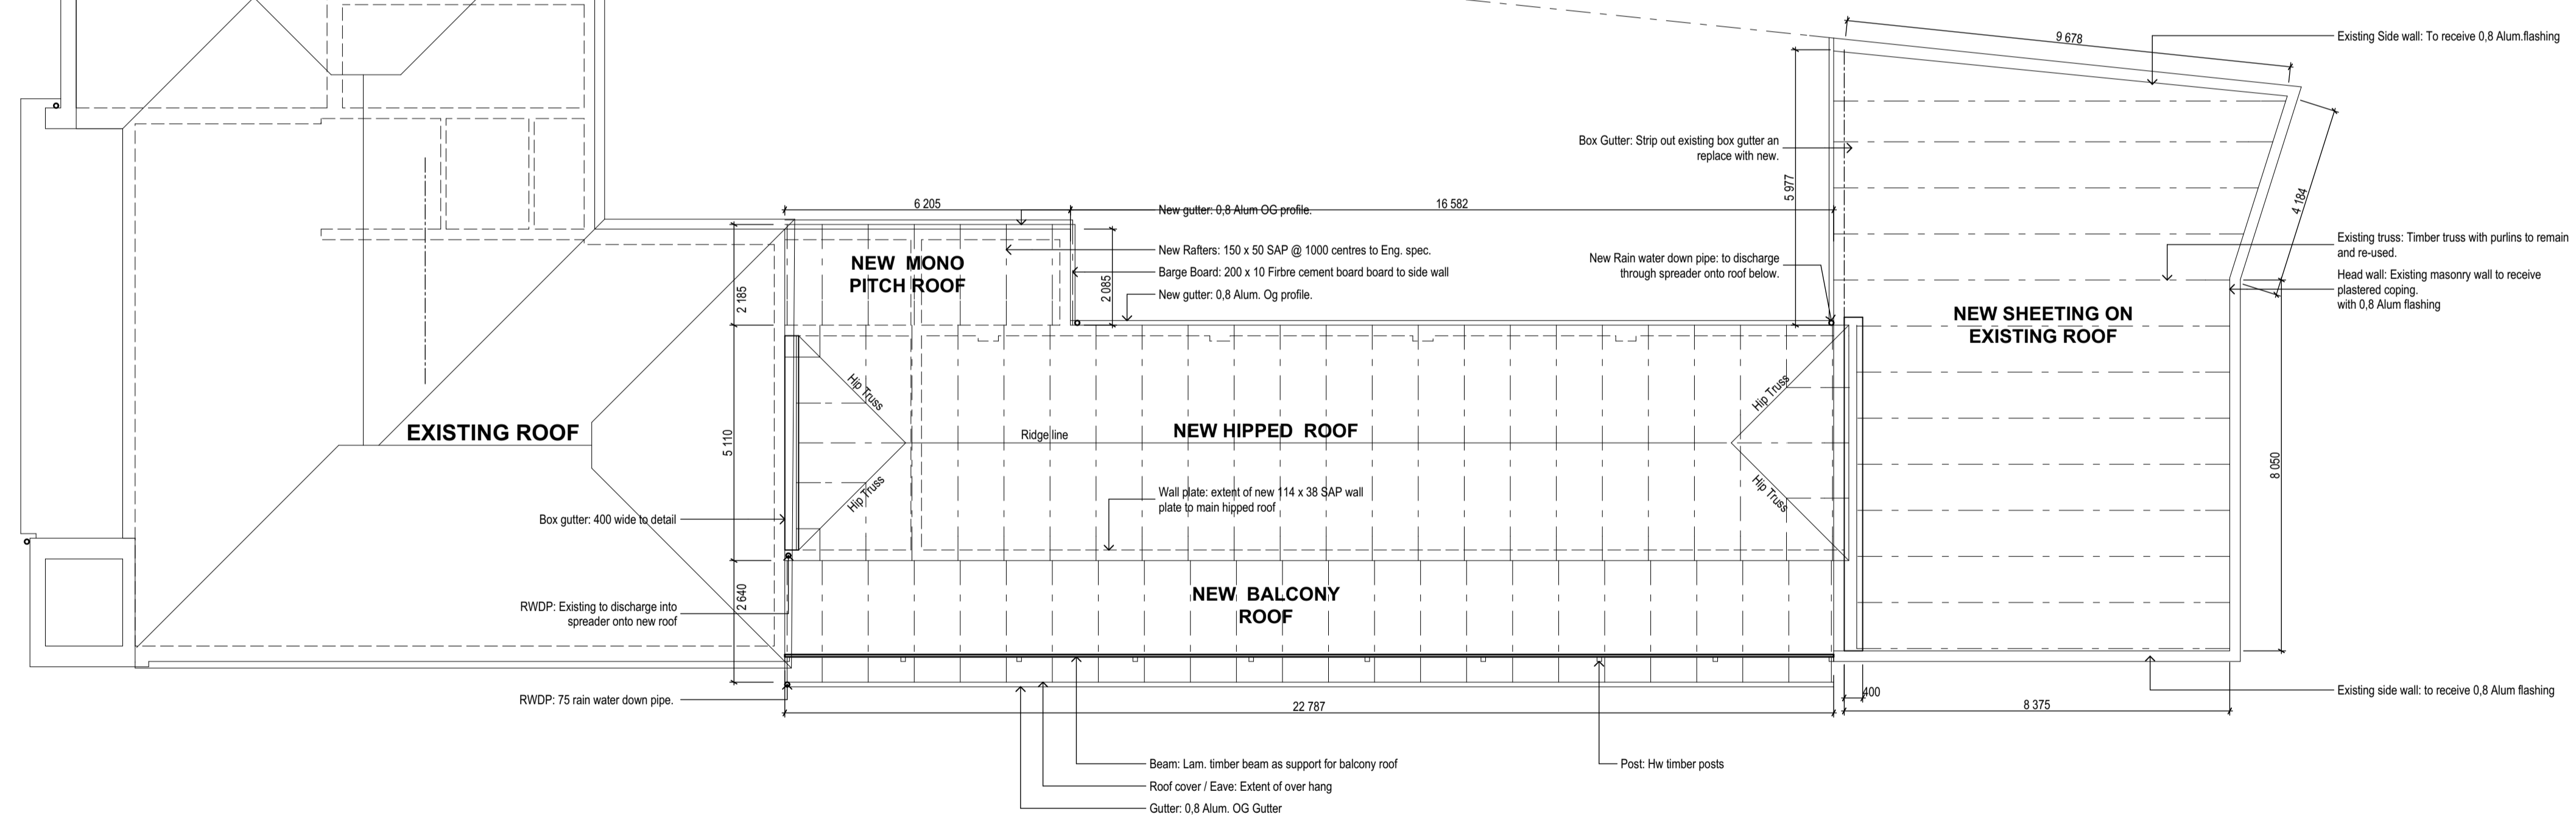 9 678
Existing Side wall: To receive 0,8 Alum.flashing
Box Gutter: Strip out existing box gutter an
replace with new.
5 977
4 184
6 205
New gutter: 0,8 Alum OG profile.
16 582
New Rafters: 150 x 50 SAP @ 1000 centres to Eng. spec.
Barge Board: 200 x 10 Firbre cement board board to side wall
New gutter: 0,8 Alum. Og profile.
2 085
2 185
NEW MONO
PITCH ROOF
New Rain water down pipe: to discharge
through spreader onto roof below.
Existing truss: Timber truss with purlins to remain
and re-used.
Head wall: Existing masonry wall to receive
plastered coping.
with 0,8 Alum flashing
NEW SHEETING ON
EXISTING ROOF
Hip Truss
Hip Truss
EXISTING ROOF
5 110
Ridge line
NEW HIPPED ROOF
8 050
Hip Truss
Hip Truss
Wall plate: extent of new 114 x 38 SAP wall
plate to main hipped roof
Box gutter: 400 wide to detail
2 640
NEW BALCONY
ROOF
RWDP: Existing to discharge into
spreader onto new roof
RWDP: 75 rain water down pipe.
400
Existing side wall: to receive 0,8 Alum flashing
22 787
8 375
Beam: Lam. timber beam as support for balcony roof
Post: Hw timber posts
Roof cover / Eave: Extent of over hang
Gutter: 0,8 Alum. OG Gutter